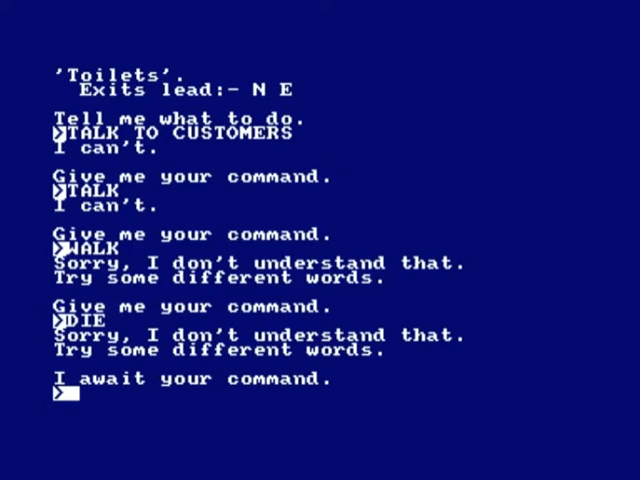 'Toilets'.
Exits lead:- N E
Tell me what to do.
>TALK TO CUSTOMERS
I can't.
Give me your command.
>TALK
I can't.
Give me your command.
>WALK
Sorry, I don't understand that.
Try some different words.
Give me your command.
>DIE
Sorry, I don't understand that.
Try some different words.
I await your command.
>